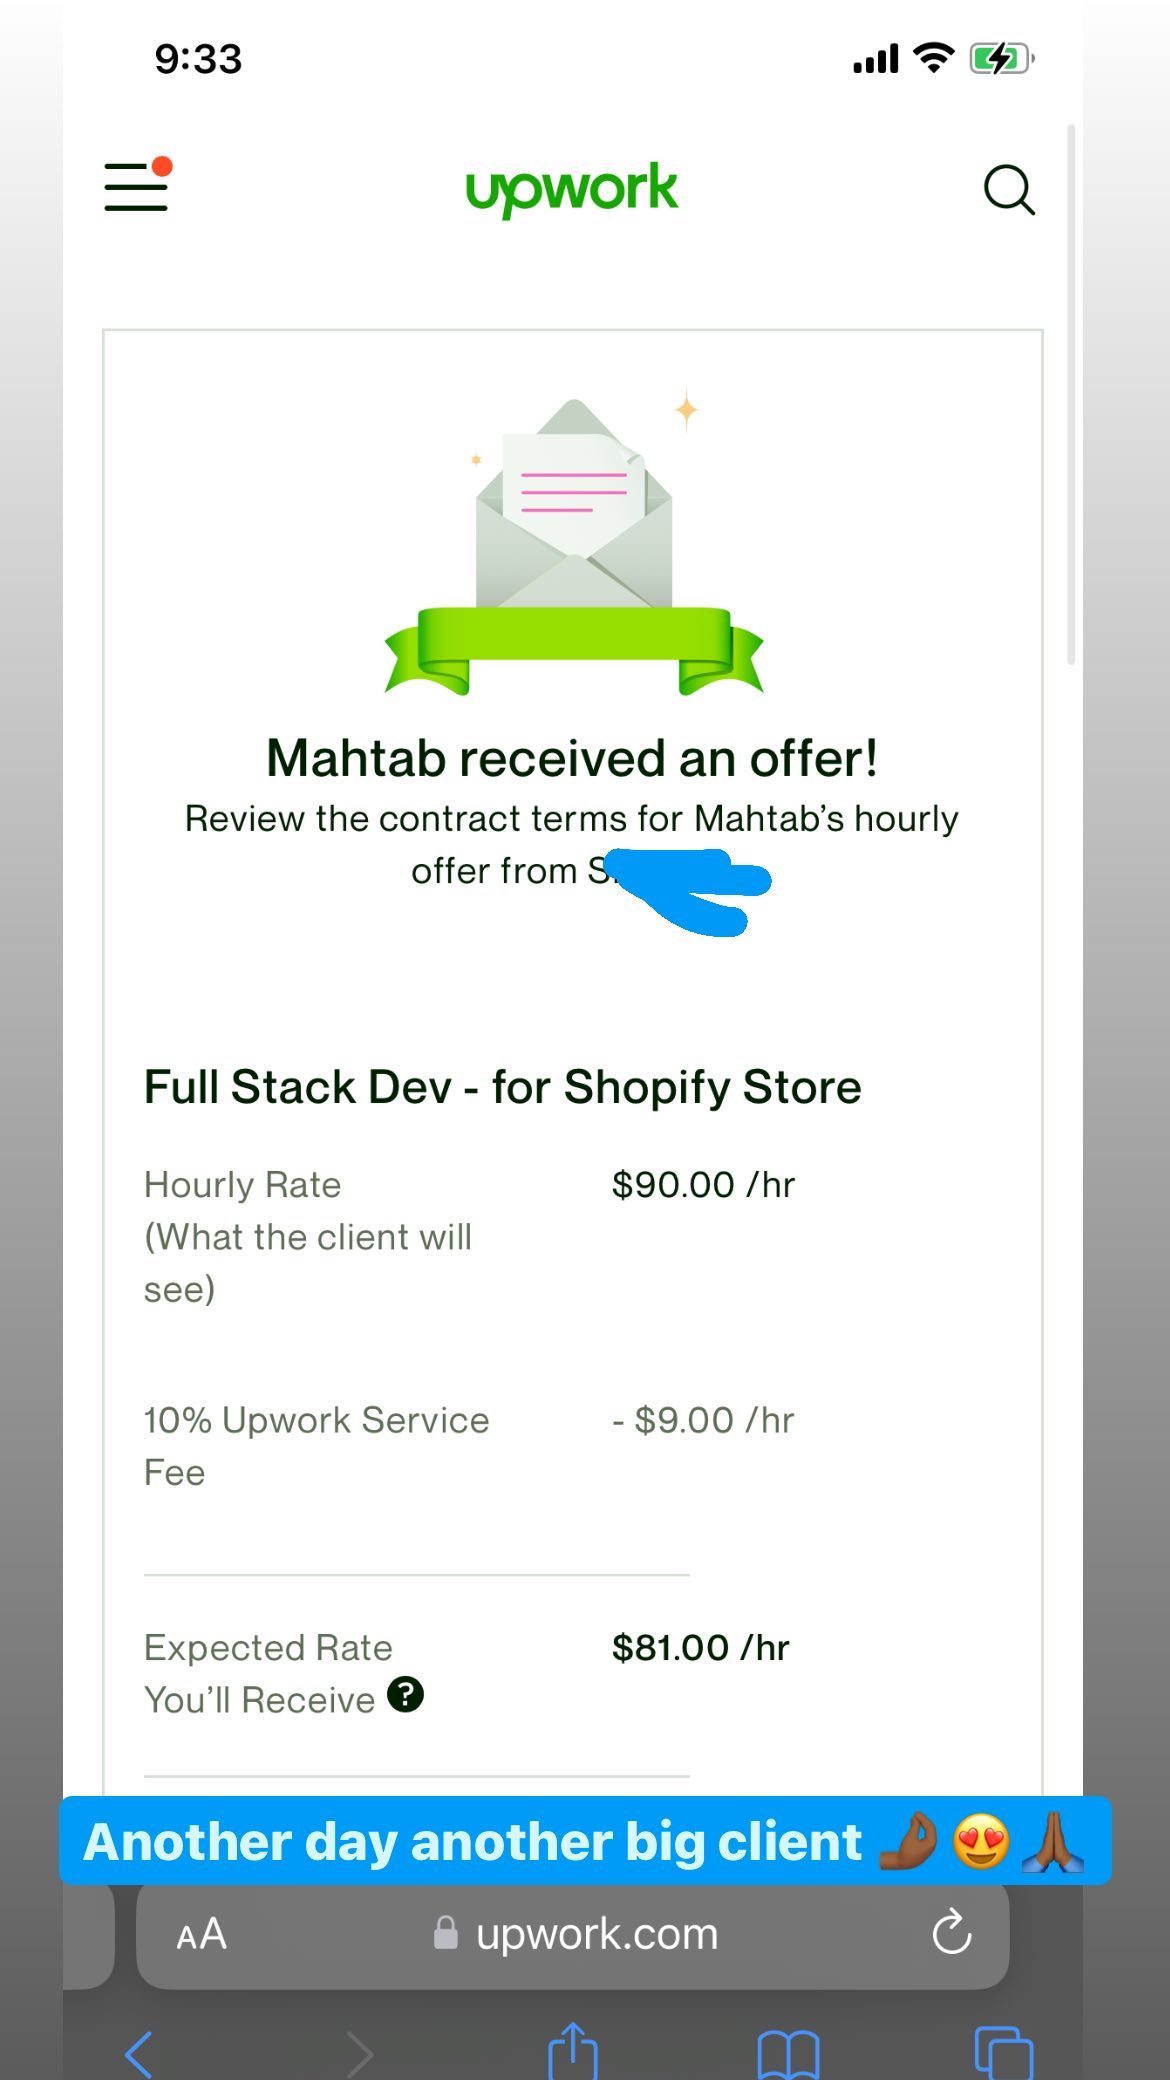 9:33
upwork
Mahtab received an offer!
Review the contract terms for Mahtab’s hourly
offer from
Full Stack Dev - for Shopify Store
Hourly Rate $90.00 /hr
(What the client will
see)
10% Upwork Service - $9.00 /hr
Fee
Expected Rate $81.00 /hr
You’ll Receive ?
Another day another big client 🤌🏾😍🙏🏾
AA upwork.com